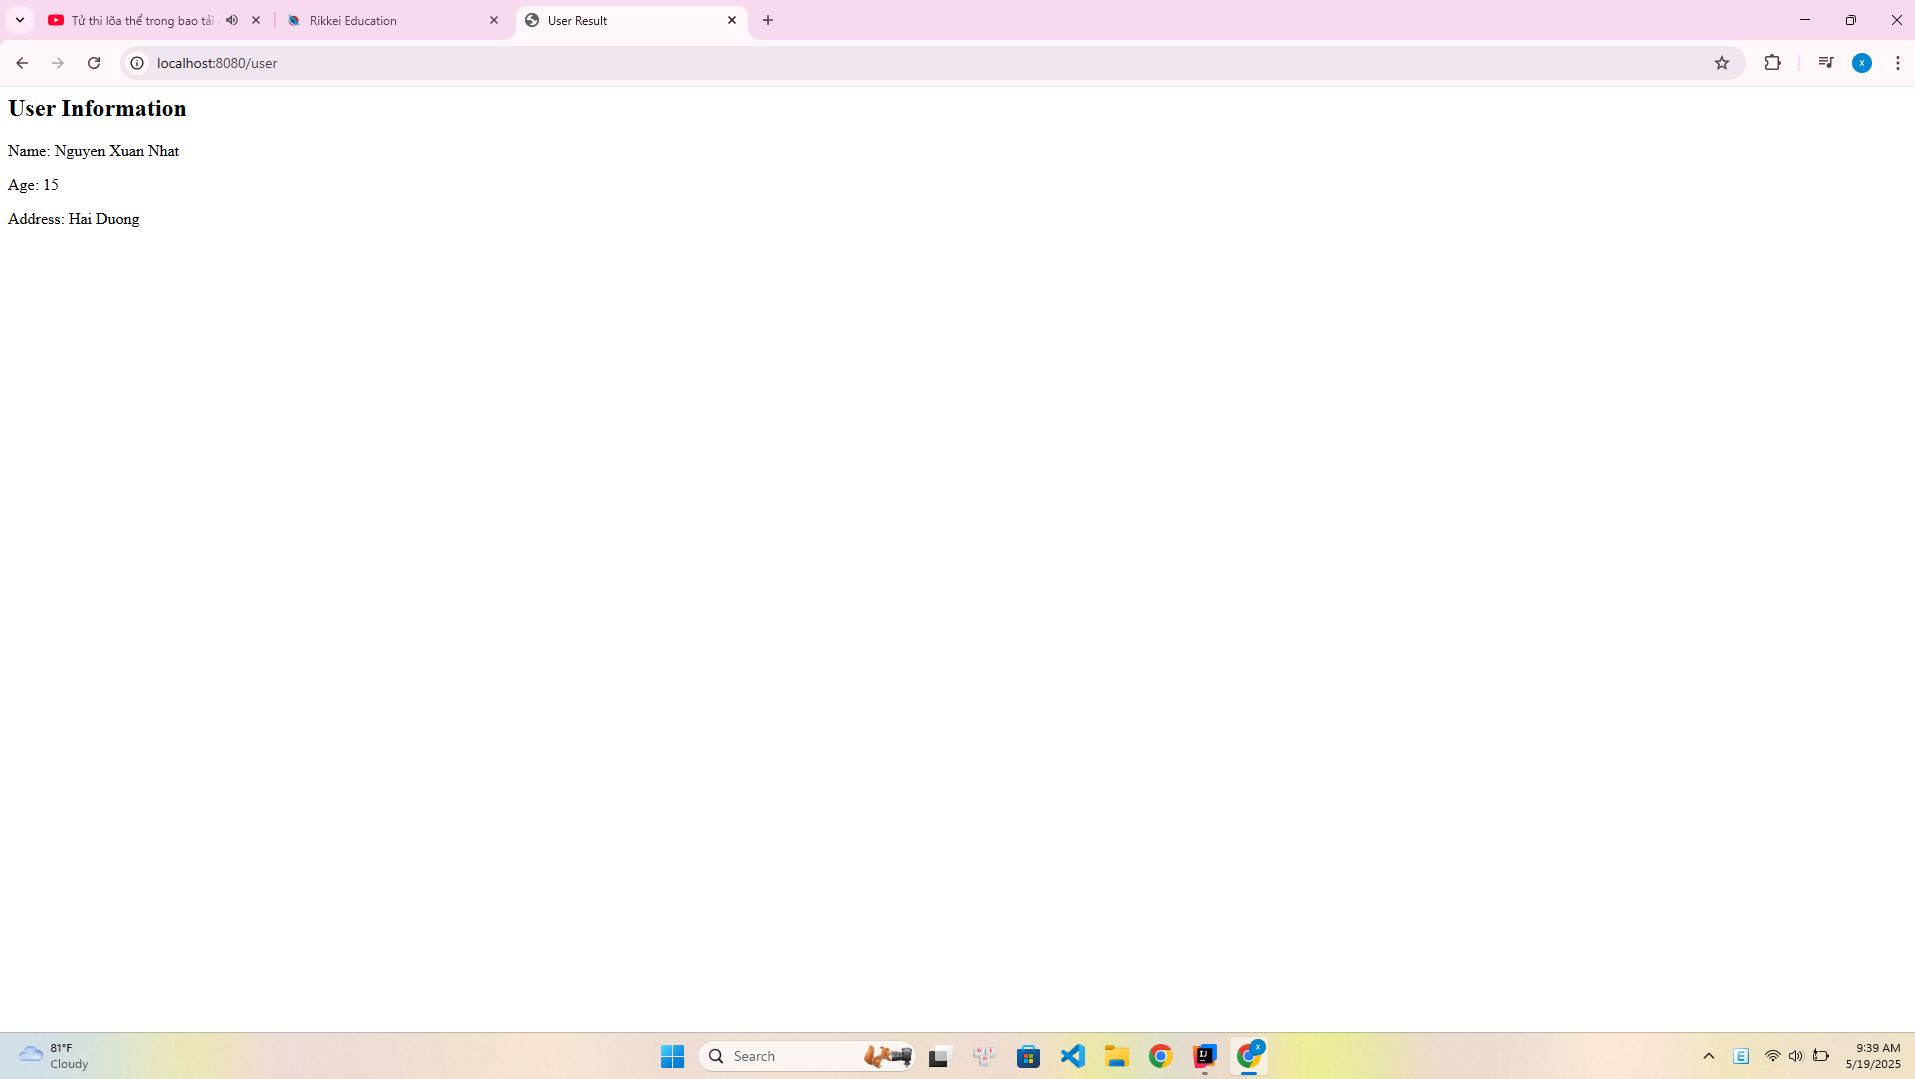 Tử thi lõa thể trong bao tải
Rikkei Education
User Result
localhost:8080/user
x
User Information
Name: Nguyen Xuan Nhat
Age: 15
Address: Hai Duong
81°F
Cloudy
Search
IJ
x
E
9:39 AM
5/19/2025